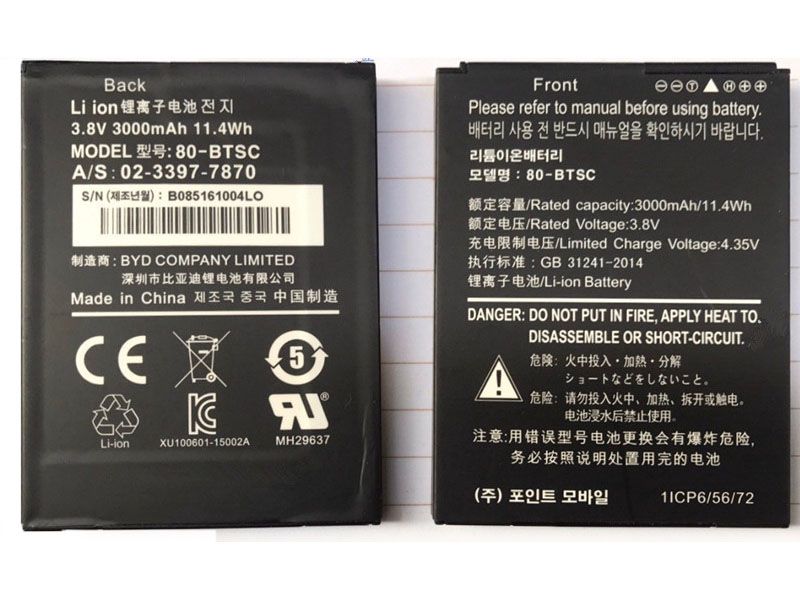 Back
Li ion锂离子电池 전지
3.8V 3000mAh 11.4Wh
MODEL 型号: 80-BTSC
A/S: 02-3397-7870
S/N (제조년월) : B085161004LO
制造商: BYD COMPANY LIMITED
深圳市比亚迪锂电池有限公司
Made in China 제조국 중국 中国制造
CE
5
Li-ion
XU100601-15002A
MH29637
Front
⊖⊖Ⓣ▲Ⓗ⊕⊕
Please refer to manual before using battery.
배터리 사용 전 반드시 매뉴얼을 확인하시기 바랍니다.
리튬이온배터리
모델명 : 80-BTSC
额定容量/Rated capacity:3000mAh/11.4Wh
额定电压/Rated Voltage:3.8V
充电限制电压/Limited Charge Voltage:4.35V
执行标准/ GB 31241-2014
锂离子电池/Li-ion Battery
DANGER: DO NOT PUT IN FIRE, APPLY HEAT TO.
DISASSEMBLE OR SHORT-CIRCUIT.
危険: 火中投入・加熱・分解
ショートなどをしないこと。
危险: 请勿投入火中、加热、拆开或触电。
电池浸水后禁止使用。
注意:用错误型号电池更换会有爆炸危险,
务必按照说明处置用完的电池
(주) 포인트 모바일
1ICP6/56/72